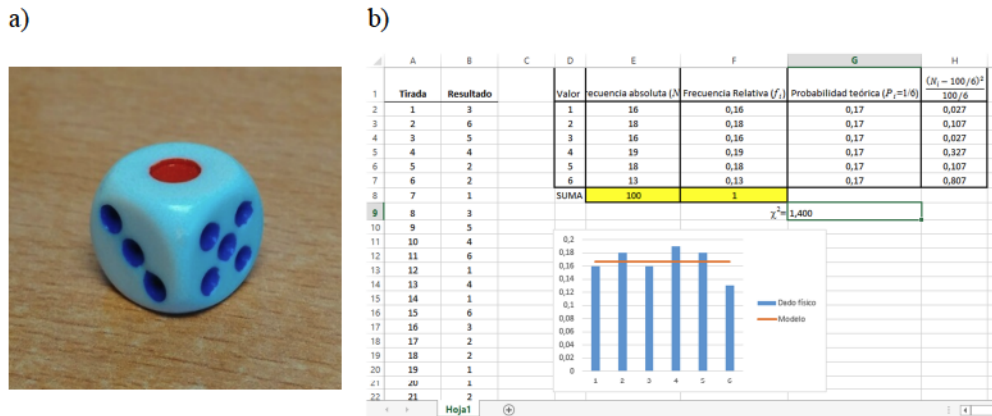 a)
b)
A B C D E F G H
1 Tirada Resultado Valor recuencia absoluta (N Frecuencia Relativa (fᵢ) Probabilidad teórica (Pᵢ=1/6) (Nᵢ − 100/6)²
100/6
2 1 3 1 16 0,16 0,17 0,027
3 2 6 2 18 0,18 0,17 0,107
4 3 5 3 16 0,16 0,17 0,027
5 4 4 4 19 0,19 0,17 0,327
6 5 2 5 18 0,18 0,17 0,107
7 6 2 6 13 0,13 0,17 0,807
8 7 1 SUMA 100 1
9 8 3 χ²= 1,400
10 9 5
11 10 4
12 11 6
13 12 1
14 13 4
15 14 1
16 15 6
17 16 3
18 17 2
19 18 2
20 19 1
21 20 1
22 21 2
0,2
0,18
0,16
0,14
0,12
0,1
0,08
0,06
0,04
0,02
0
1 2 3 4 5 6
Dado físico
Modelo
Hoja1